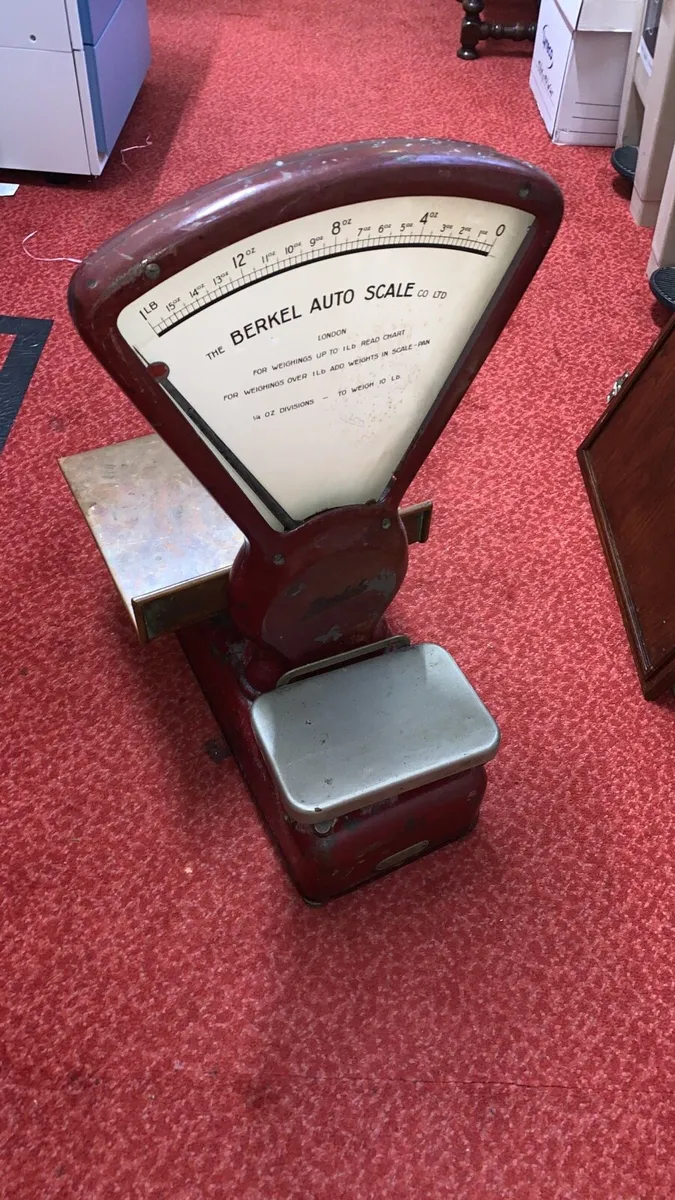 1LB 15OZ 14OZ 13OZ 12OZ 11OZ 10OZ 9OZ 8OZ 7OZ 6OZ 5OZ 4OZ 3OZ 2OZ 1OZ 0
THE BERKEL AUTO SCALE CO LTD
LONDON
FOR WEIGHINGS UP TO 1Lb READ CHART
FOR WEIGHINGS OVER 1Lb ADD WEIGHTS IN SCALE-PAN
¼ OZ DIVISIONS — TO WEIGH 10 Lb.